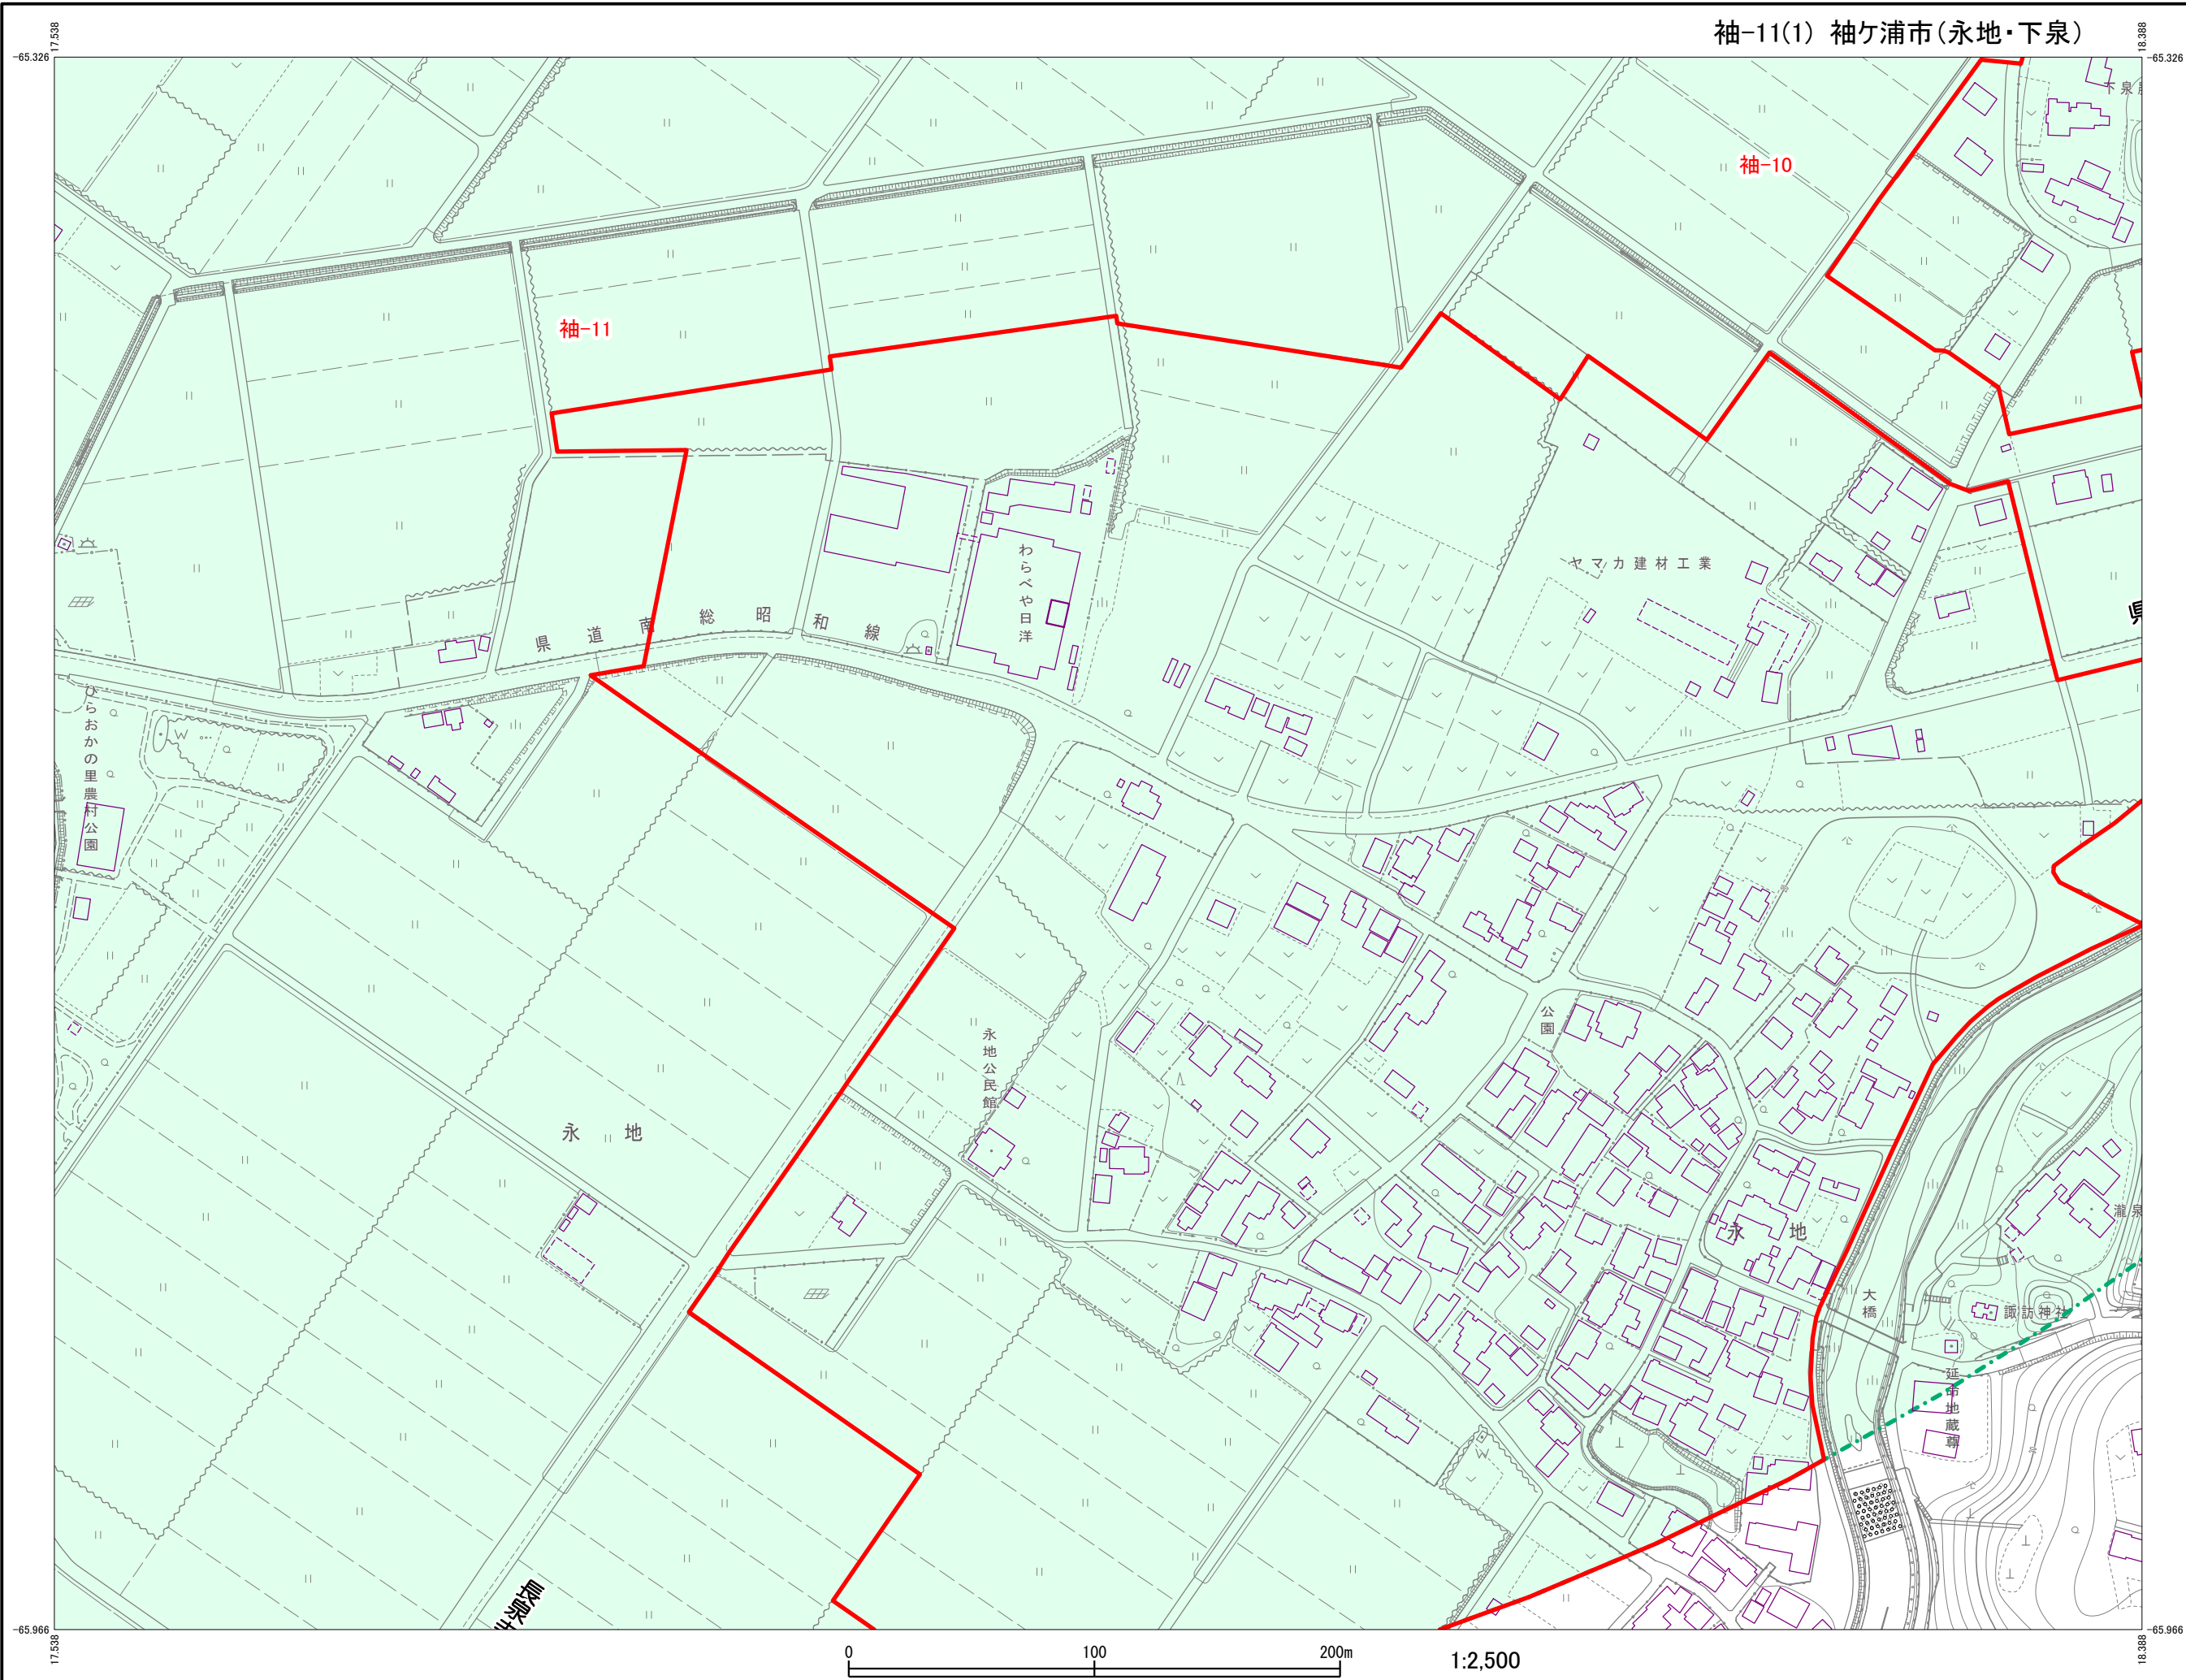 袖-11(1) 袖ケ浦市(永地・下泉)
17.538
18.388
-65.326
-65.326
袖-10
袖-11
わらべや日洋
ヤマカ建材工業
県道南総昭和線
県
ひらおかの里農村公園
公園
永地公民館
永地
永地
大橋
諏訪神社
延命地蔵尊
-65.966
-65.966
17.538
18.388
0 100 200m
1:2,500